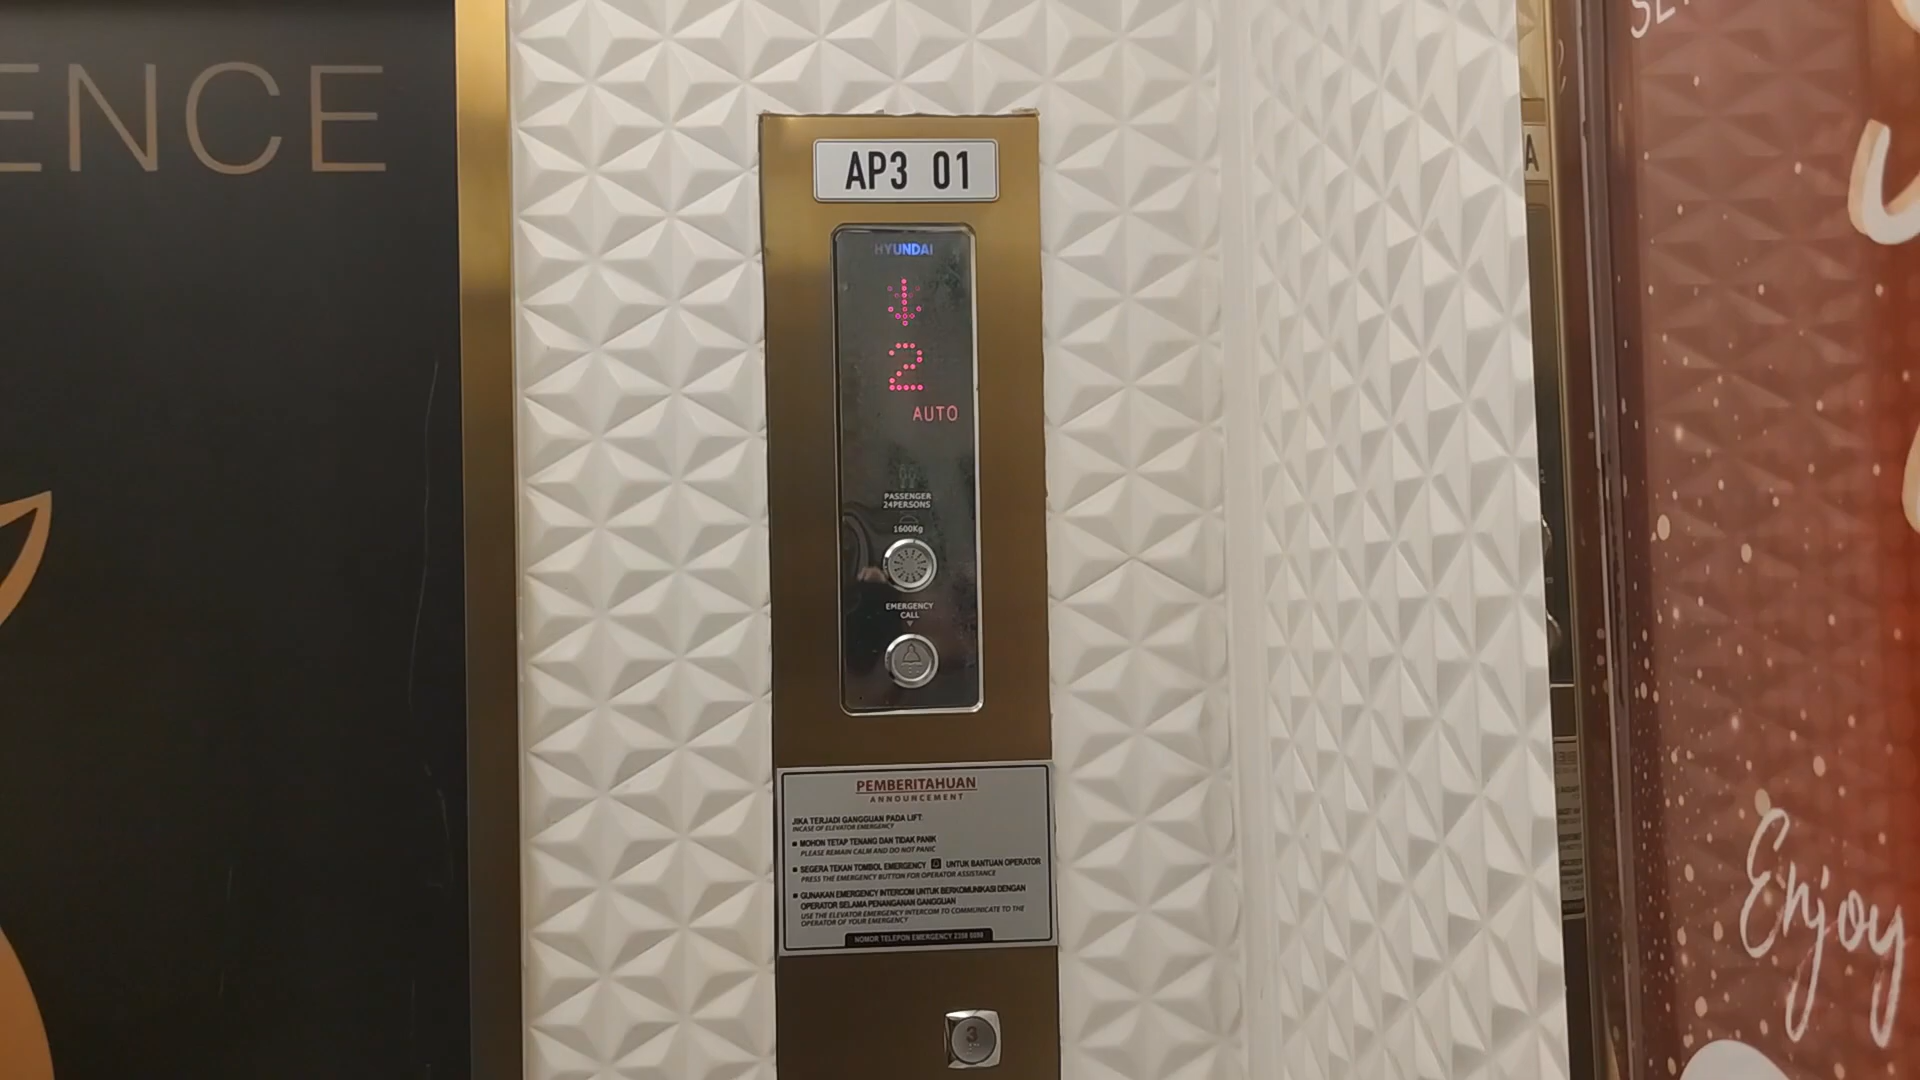 ENCE
AP3 01
HYUNDAI
2
AUTO
PASSENGER
24PERSONS
1600Kg
EMERGENCY
CALL
PEMBERITAHUAN
ANNOUNCEMENT
JIKA TERJADI GANGGUAN PADA LIFT
INCASE OF ELEVATOR EMERGENCY
MOHON TETAP TENANG DAN TIDAK PANIK
PLEASE REMAIN CALM AND DO NOT PANIC
SEGERA TEKAN TOMBOL EMERGENCY UNTUK BANTUAN OPERATOR
PRESS THE EMERGENCY BUTTON FOR OPERATOR ASSISTANCE
GUNAKAN EMERGENCY INTERCOM UNTUK BERKOMUNIKASI DENGAN
OPERATOR SELAMA PENANGANAN GANGGUAN
USE THE ELEVATOR EMERGENCY INTERCOM TO COMMUNICATE TO THE
OPERATOR OF YOUR EMERGENCY
NOMOR TELEPON EMERGENCY
3
A
Enjoy